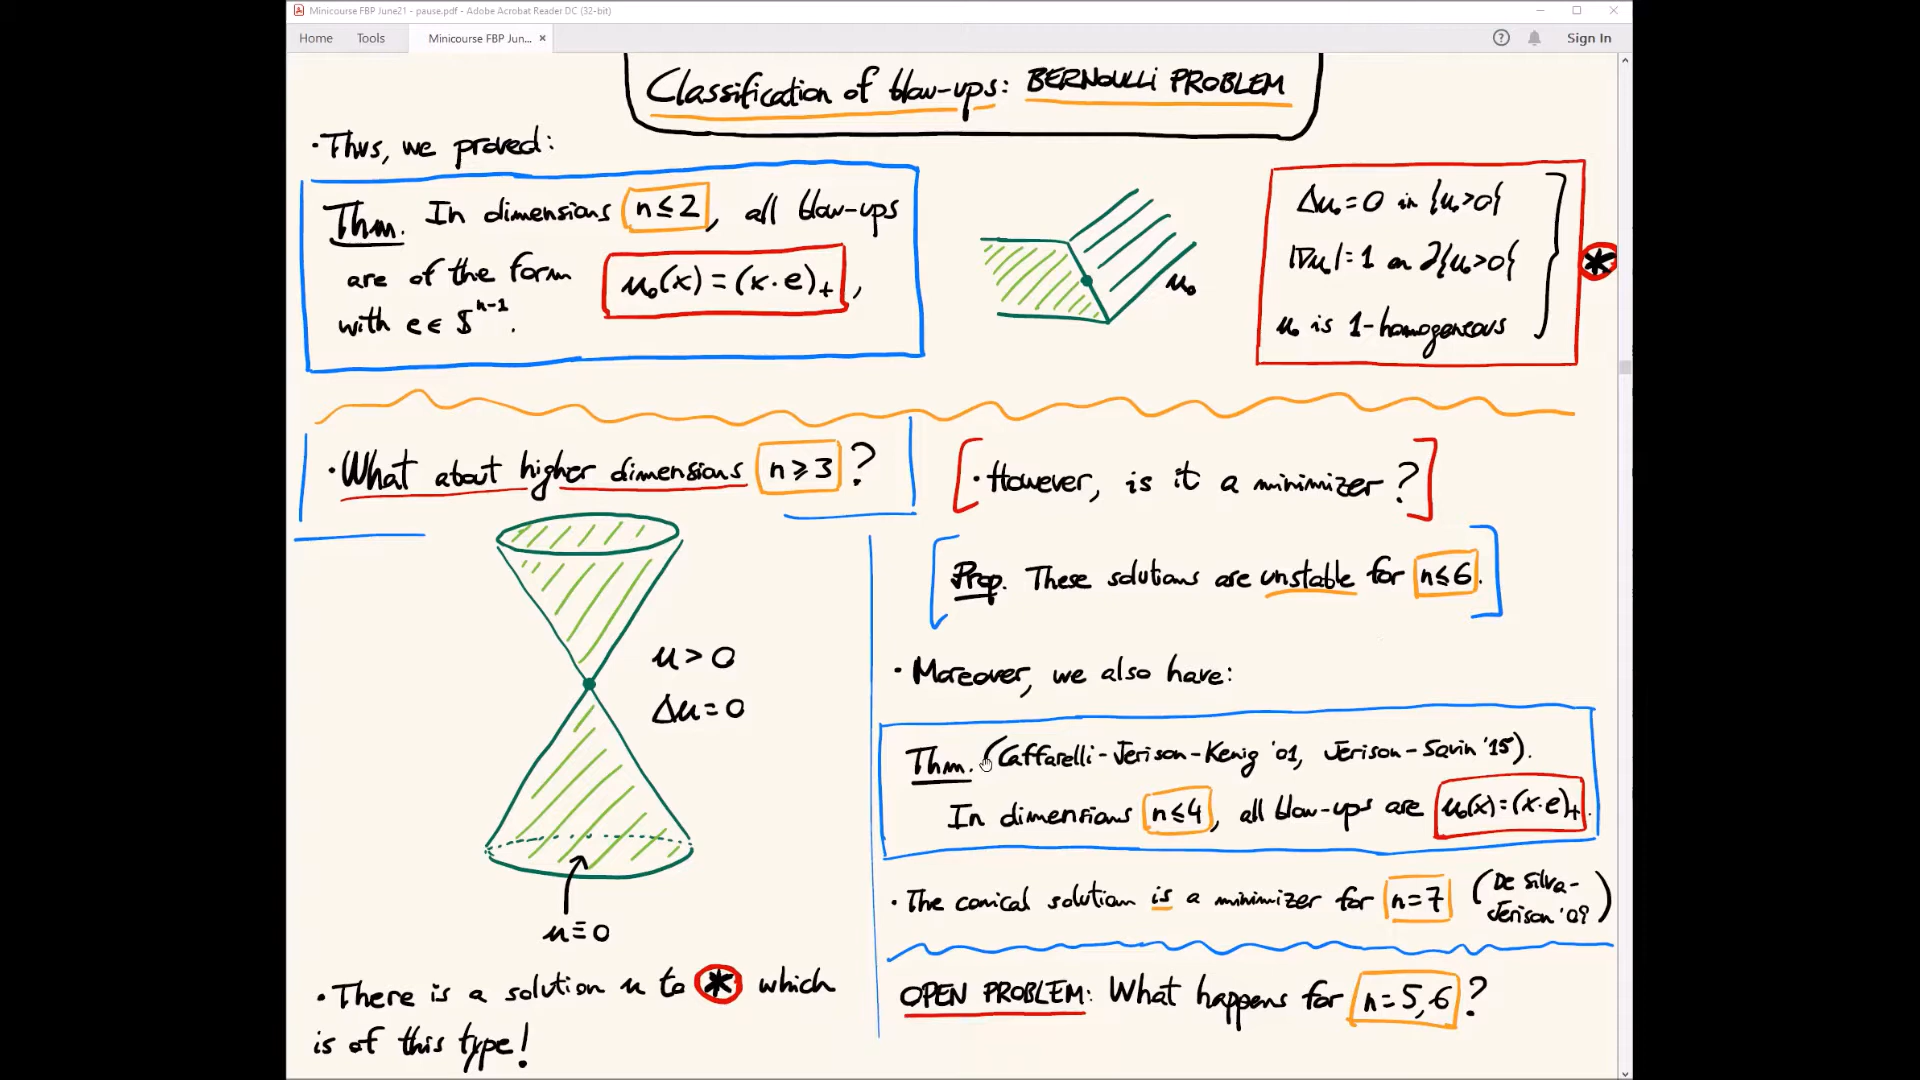 Minicourse FBP June21 - pause.pdf - Adobe Acrobat Reader DC (32-bit)
Home Tools Minicourse FBP Jun... × Sign In
Classification of blow-ups: BERNOULLI PROBLEM
· Thus, we proved:
Thm. In dimensions n≤2, all blow-ups
are of the form u₀(x) = (x·e)₊,
with e ∈ 𝕊ⁿ⁻¹.
u₀
Δu₀ = 0 in {u₀>0}
|∇u₀| = 1 on ∂{u₀>0}
u₀ is 1-homogeneous
*
· What about higher dimensions n≥3?
u > 0
Δu = 0
u ≡ 0
· There is a solution u to * which
is of this type!
· However, is it a minimizer?
Prop. These solutions are unstable for n≤6.
· Moreover, we also have:
Thm. (Caffarelli-Jerison-Kenig '01, Jerison-Savin '15).
In dimensions n≤4, all blow-ups are u₀(x)=(x·e)₊.
· The conical solution is a minimizer for n=7 (De Silva-
Jerison '09)
OPEN PROBLEM: What happens for n=5,6?